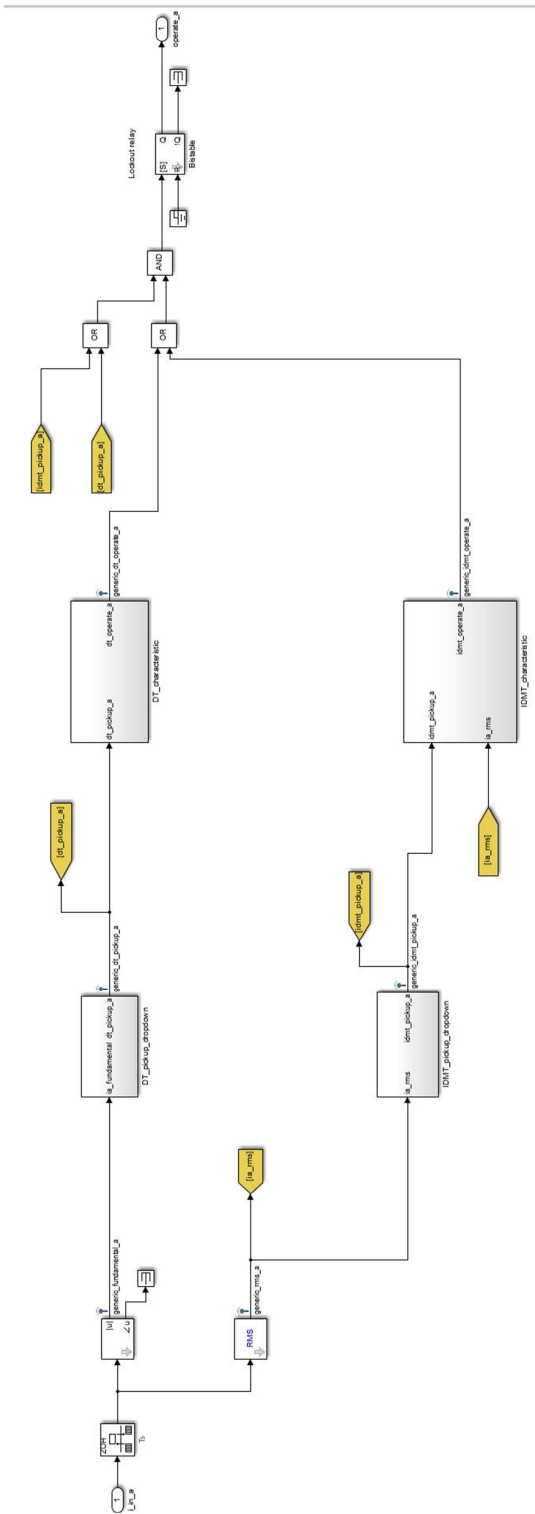 1
i_in_a
ZOH
Ts
|u|
∠u
generic_fundamental_a
RMS
generic_rms_a
[ia_rms]
ia_fundamental dt_pickup_a
DT_pickup_dropdown
generic_dt_pickup_a
[dt_pickup_a]
ia_rms idmt_pickup_a
IDMT_pickup_dropdown
generic_idmt_pickup_a
[idmt_pickup_a]
[ia_rms]
dt_pickup_a dt_operate_a
DT_characteristic
generic_dt_operate_a
idmt_pickup_a
ia_rms
idmt_operate_a
IDMT_characteristic
generic_idmt_operate_a
[idmt_pickup_a]
[dt_pickup_a]
OR
OR
AND
Lockout relay
[S] Q
R !Q
Bistable
1
operate_a